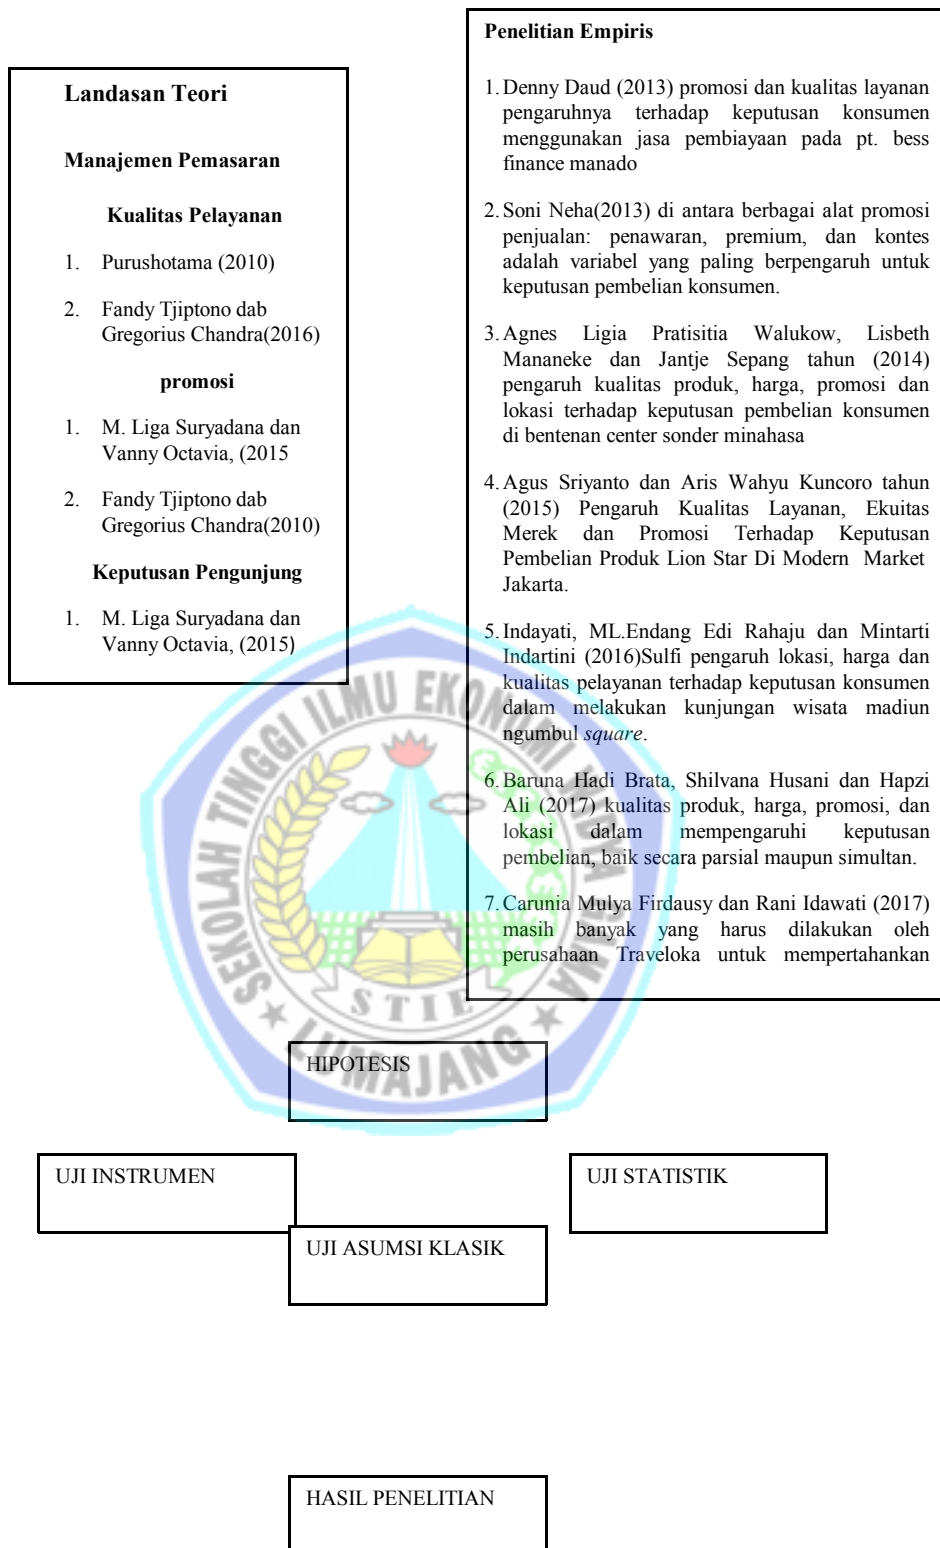 Landasan Teori
Manajemen Pemasaran
Kualitas Pelayanan
1. Purushotama (2010)
2. Fandy Tjiptono dab
Gregorius Chandra(2016)
promosi
1. M. Liga Suryadana dan
Vanny Octavia, (2015
2. Fandy Tjiptono dab
Gregorius Chandra(2010)
Keputusan Pengunjung
1. M. Liga Suryadana dan
Vanny Octavia, (2015)
Penelitian Empiris
1. Denny Daud (2013) promosi dan kualitas layanan
pengaruhnya terhadap keputusan konsumen
menggunakan jasa pembiayaan pada pt. bess
finance manado
2. Soni Neha(2013) di antara berbagai alat promosi
penjualan: penawaran, premium, dan kontes
adalah variabel yang paling berpengaruh untuk
keputusan pembelian konsumen.
3. Agnes Ligia Pratisitia Walukow, Lisbeth
Mananeke dan Jantje Sepang tahun (2014)
pengaruh kualitas produk, harga, promosi dan
lokasi terhadap keputusan pembelian konsumen
di bentenan center sonder minahasa
4. Agus Sriyanto dan Aris Wahyu Kuncoro tahun
(2015) Pengaruh Kualitas Layanan, Ekuitas
Merek dan Promosi Terhadap Keputusan
Pembelian Produk Lion Star Di Modern Market
Jakarta.
5. Indayati, ML.Endang Edi Rahaju dan Mintarti
Indartini (2016)Sulfi pengaruh lokasi, harga dan
kualitas pelayanan terhadap keputusan konsumen
dalam melakukan kunjungan wisata madiun
ngumbul square.
6. Baruna Hadi Brata, Shilvana Husani dan Hapzi
Ali (2017) kualitas produk, harga, promosi, dan
lokasi dalam mempengaruhi keputusan
pembelian, baik secara parsial maupun simultan.
7. Carunia Mulya Firdausy dan Rani Idawati (2017)
masih banyak yang harus dilakukan oleh
perusahaan Traveloka untuk mempertahankan
SEKOLAH TINGGI ILMU EKONOMI WIDYA GAMA
STIE
LUMAJANG
HIPOTESIS
UJI INSTRUMEN
UJI STATISTIK
UJI ASUMSI KLASIK
HASIL PENELITIAN